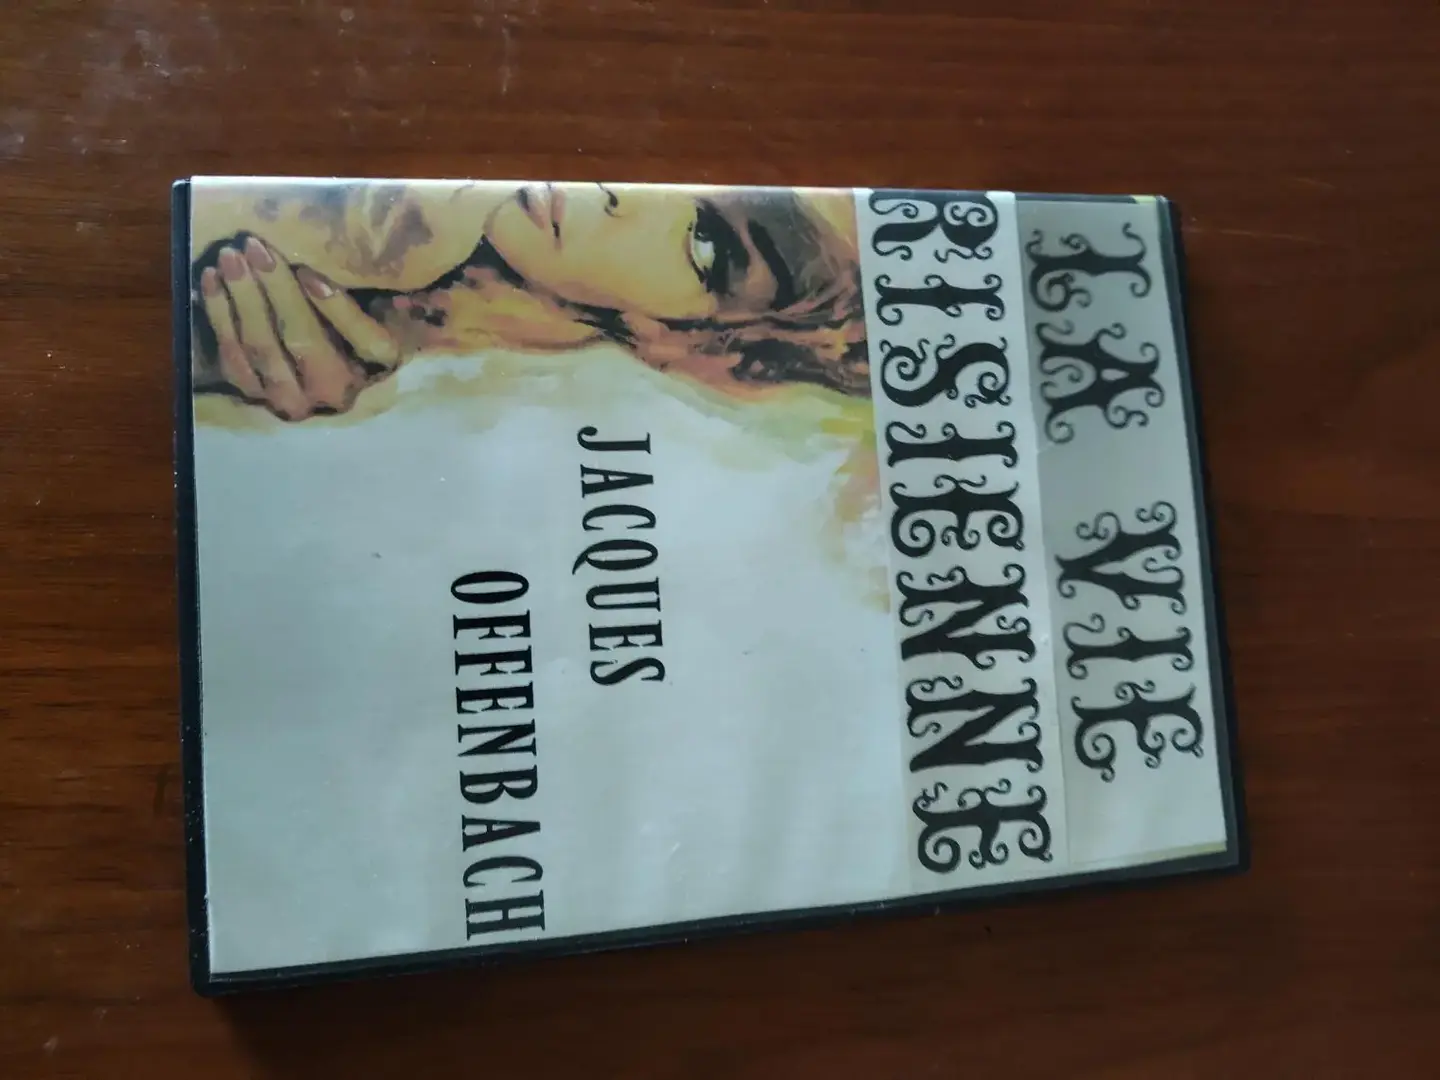 LA VIE
RISIENNE
JACQUES
OFFENBACH